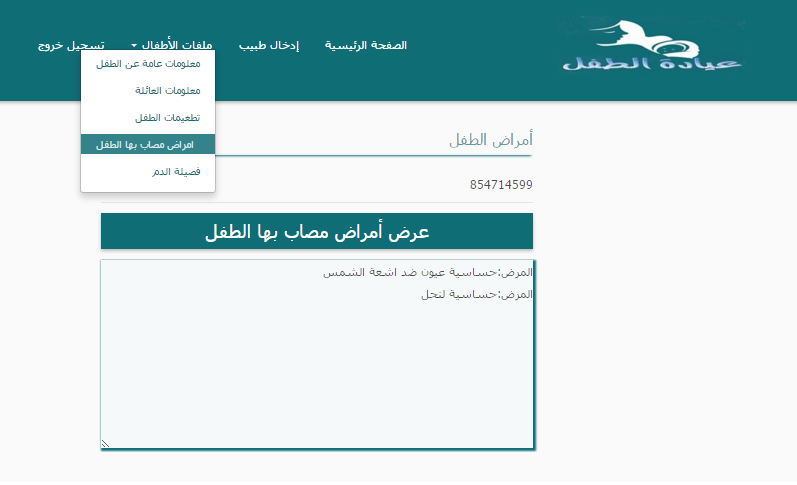 عيادة الطفل
الصفحة الرئيسية
إدخال طبيب
ملفات الأطفال
تسجيل خروج
معلومات عامة عن الطفل
معلومات العائلة
تطعيمات الطفل
امراض مصاب بها الطفل
فصيلة الدم
أمراض الطفل
854714599
عرض أمراض مصاب بها الطفل
المرض:حساسية عيون ضد اشعة الشمس
المرض:حساسية لنحل